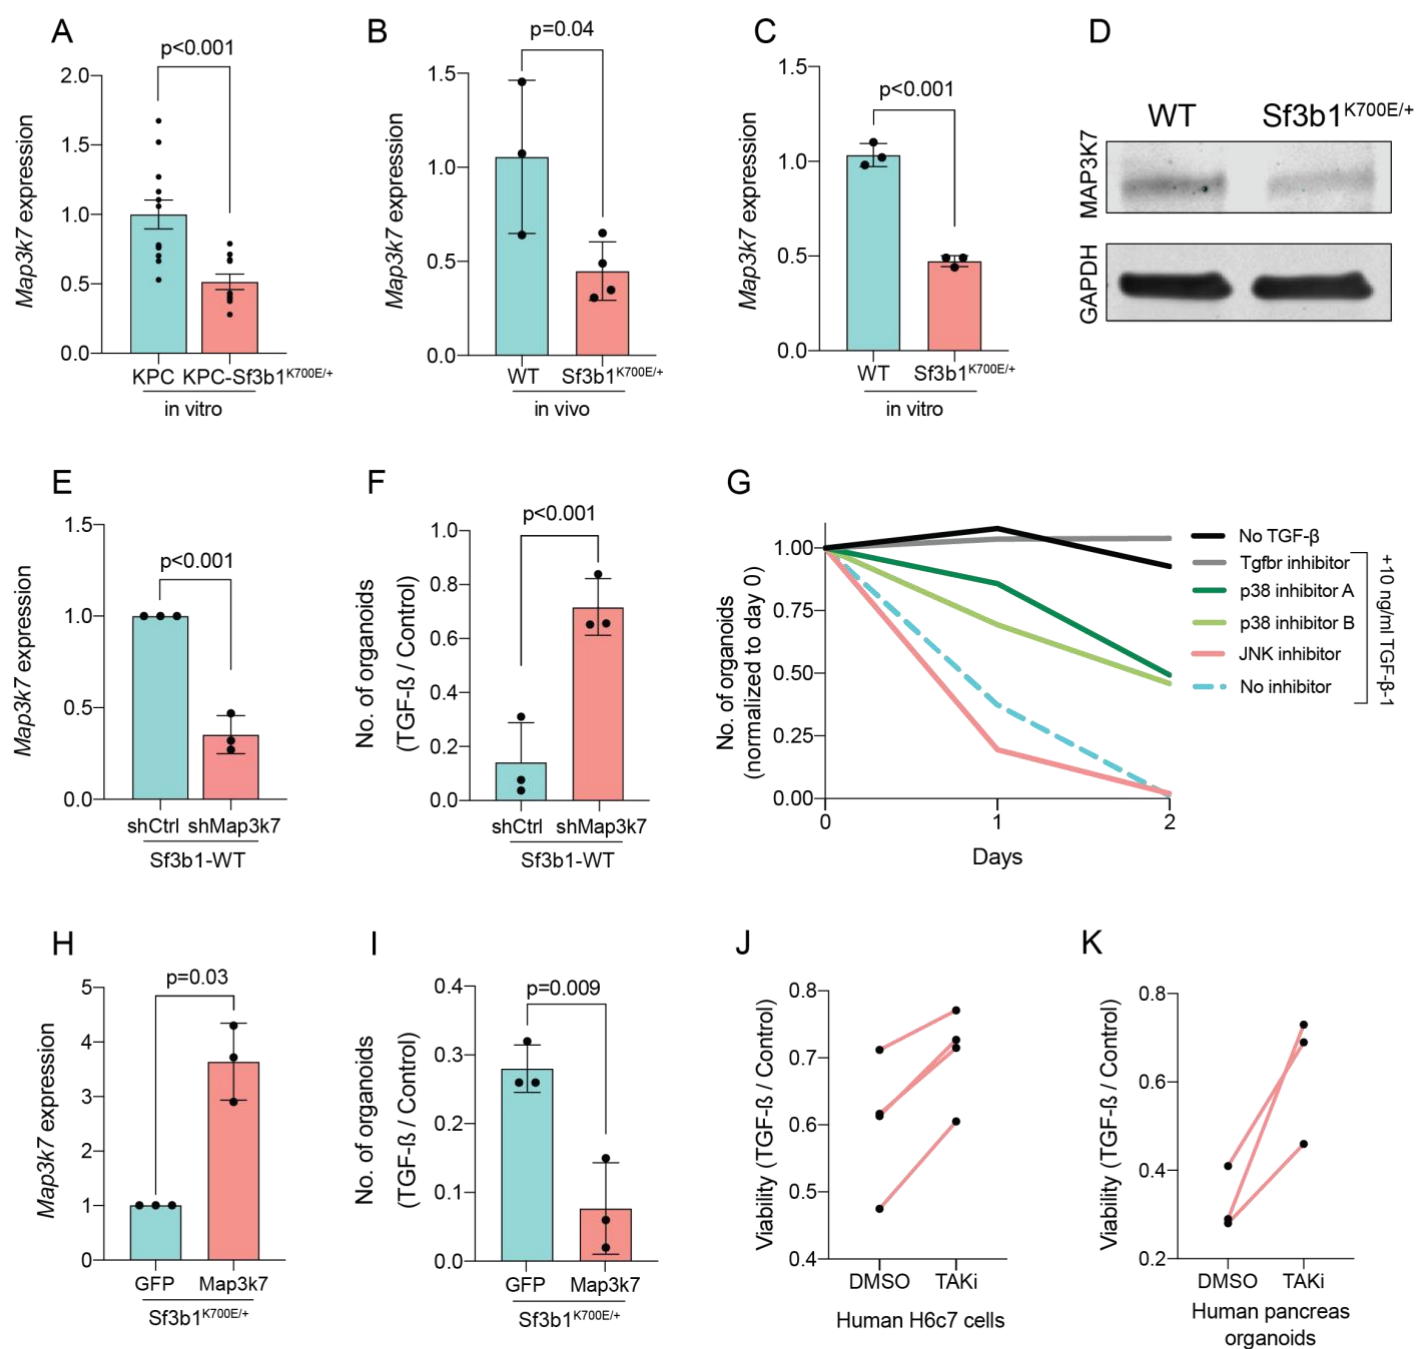 A
p<0.001
Map3k7 expression
2.0
1.5
1.0
0.5
0.0
KPC KPC-Sf3b1K700E/+
in vitro
B
p=0.04
Map3k7 expression
1.5
1.0
0.5
0.0
WT Sf3b1K700E/+
in vivo
C
p<0.001
Map3k7 expression
1.5
1.0
0.5
0.0
WT Sf3b1K700E/+
in vitro
D
WT Sf3b1K700E/+
MAP3K7
GAPDH
E
p<0.001
Map3k7 expression
1.5
1.0
0.5
0.0
shCtrl shMap3k7
Sf3b1-WT
F
p<0.001
No. of organoids
(TGF-ß / Control)
1.0
0.8
0.6
0.4
0.2
0.0
shCtrl shMap3k7
Sf3b1-WT
G
No. of organoids
(normalized to day 0)
1.00
0.75
0.50
0.25
0.00
0 1 2
Days
No TGF-β
Tgfbr inhibitor
p38 inhibitor A
p38 inhibitor B
JNK inhibitor
No inhibitor
+10 ng/ml TGF-β-1
H
p=0.03
Map3k7 expression
5
4
3
2
1
0
GFP Map3k7
Sf3b1K700E/+
I
p=0.009
No. of organoids
(TGF-ß / Control)
0.4
0.3
0.2
0.1
0.0
GFP Map3k7
Sf3b1K700E/+
J
Viability (TGF-ß / Control)
0.8
0.7
0.6
0.5
0.4
DMSO TAKi
Human H6c7 cells
K
Viability (TGF-ß / Control)
0.8
0.6
0.4
0.2
DMSO TAKi
Human pancreas
organoids